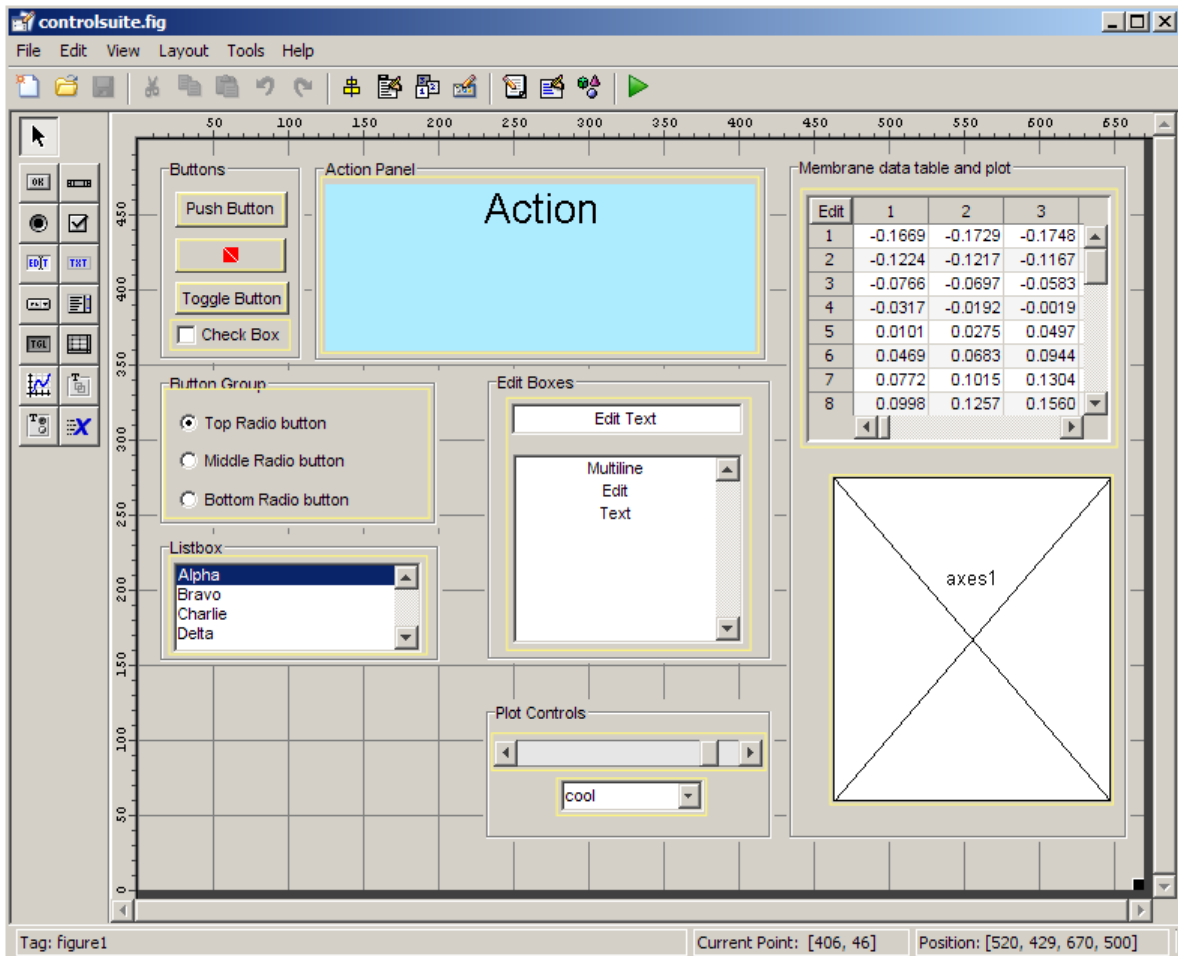 controlsuite.fig
File Edit View Layout Tools Help
50 100 150 200 250 300 350 400 450 500 550 600 650
OK
EDIT TXT
TGL
T
T X
450
400
350
300
250
200
150
100
50
0
Buttons
Push Button
Toggle Button
Check Box
Action Panel
Action
Button Group
Top Radio button
Middle Radio button
Bottom Radio button
Listbox
Alpha
Bravo
Charlie
Delta
Edit Boxes
Edit Text
Multiline
Edit
Text
Plot Controls
cool
Membrane data table and plot
Edit 1 2 3
1 -0.1669 -0.1729 -0.1748
2 -0.1224 -0.1217 -0.1167
3 -0.0766 -0.0697 -0.0583
4 -0.0317 -0.0192 -0.0019
5 0.0101 0.0275 0.0497
6 0.0469 0.0683 0.0944
7 0.0772 0.1015 0.1304
8 0.0998 0.1257 0.1560
axes1
Tag: figure1
Current Point: [406, 46]
Position: [520, 429, 670, 500]